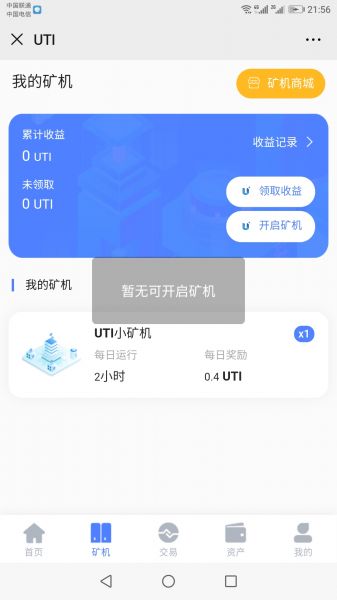 中国联通
中国电信
21:56
UTI
我的矿机
矿机商城
累计收益
0 UTI
收益记录
未领取
0 UTI
领取收益
开启矿机
我的矿机
暂无可开启矿机
UTI小矿机
x1
每日运行
每日奖励
2小时
0.4 UTI
首页
矿机
交易
资产
我的